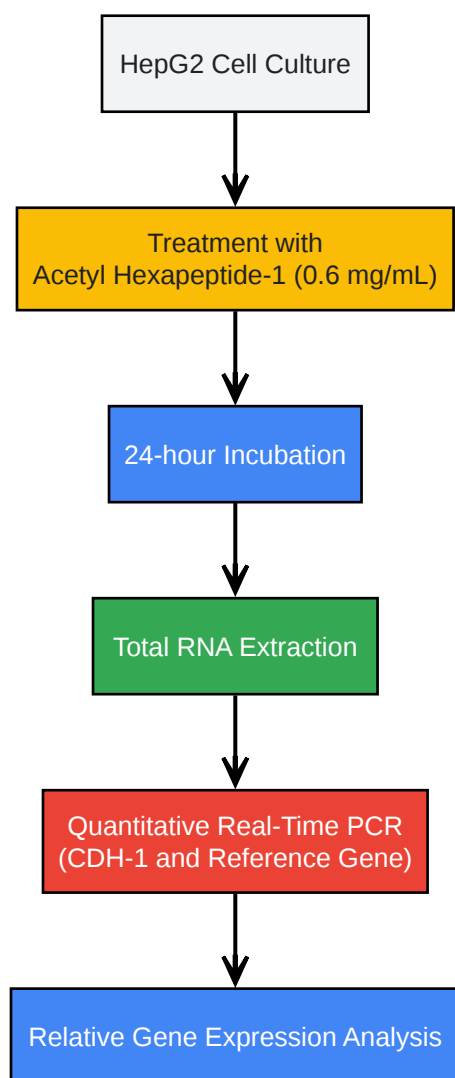 HepG2 Cell Culture
Treatment with
Acetyl Hexapeptide-1 (0.6 mg/mL)
24-hour Incubation
Total RNA Extraction
Quantitative Real-Time PCR
(CDH-1 and Reference Gene)
Relative Gene Expression Analysis